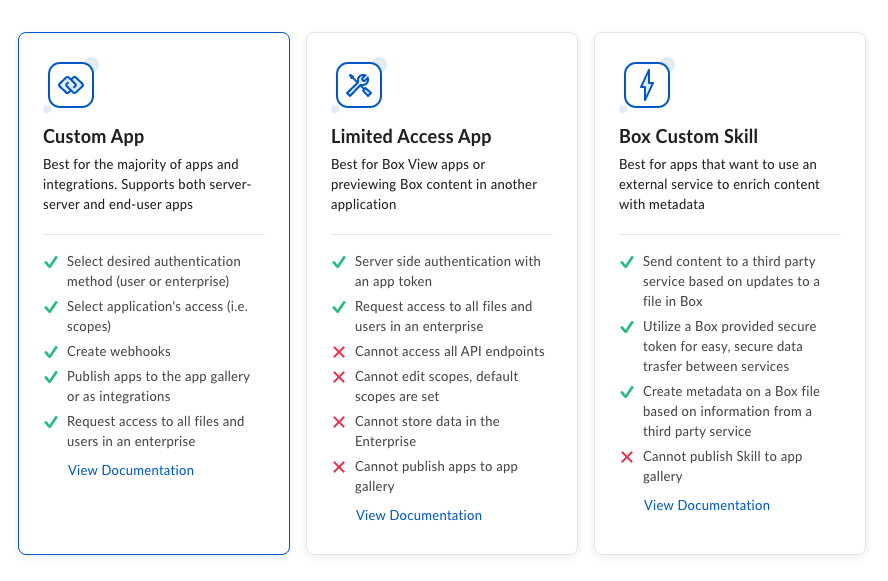 Custom App
Best for the majority of apps and
integrations. Supports both server-
server and end-user apps
Select desired authentication
method (user or enterprise)
Select application's access (i.e.
scopes)
Create webhooks
Publish apps to the app gallery
or as integrations
Request access to all files and
users in an enterprise
View Documentation
Limited Access App
Best for Box View apps or
previewing Box content in another
application
Server side authentication with
an app token
Request access to all files and
users in an enterprise
Cannot access all API endpoints
Cannot edit scopes, default
scopes are set
Cannot store data in the
Enterprise
Cannot publish apps to app
gallery
View Documentation
Box Custom Skill
Best for apps that want to use an
external service to enrich content
with metadata
Send content to a third party
service based on updates to a
file in Box
Utilize a Box provided secure
token for easy, secure data
trasfer between services
Create metadata on a Box file
based on information from a
third party service
Cannot publish Skill to app
gallery
View Documentation